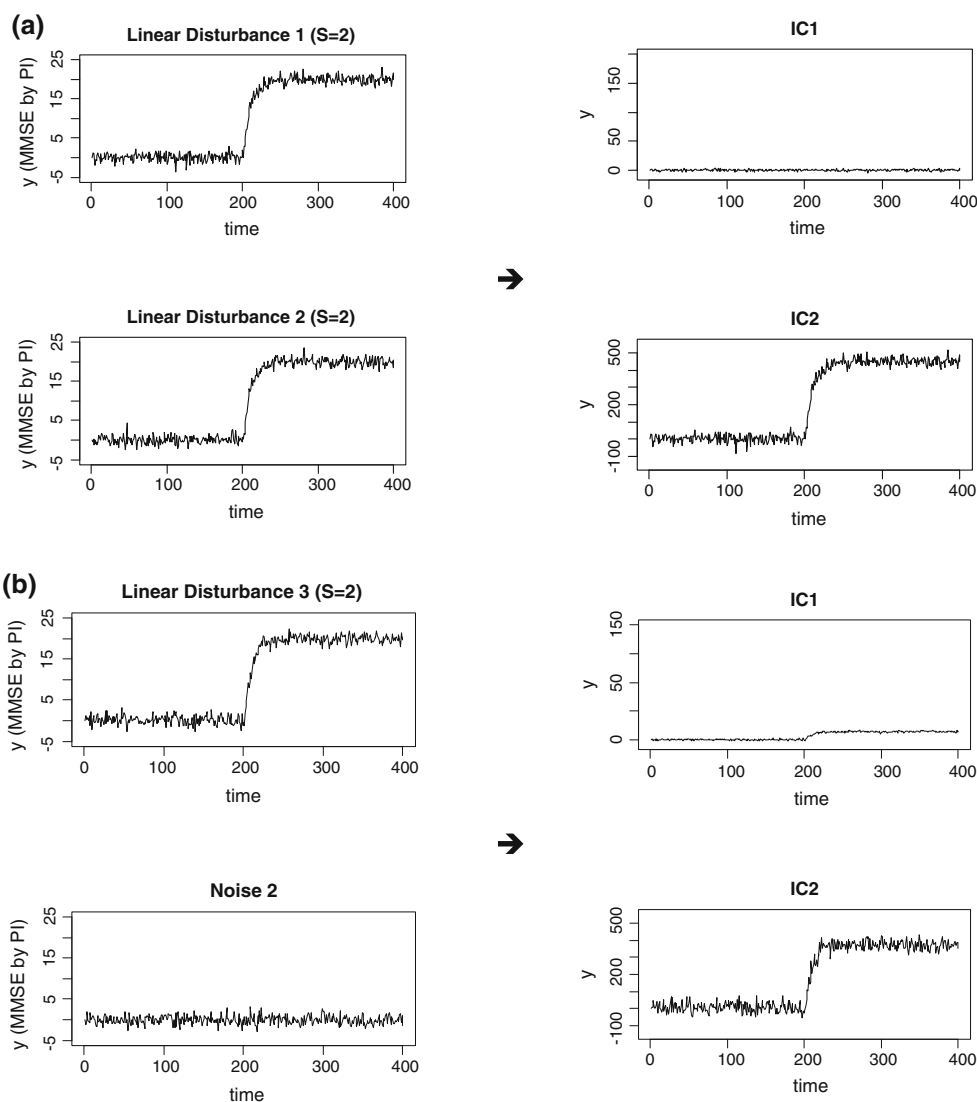 (a)
Linear Disturbance 1 (S=2)
y (MMSE by PI)
25
15
5
-5
0 100 200 300 400
time
IC1
y
150
50
0
0 100 200 300 400
time
➔
Linear Disturbance 2 (S=2)
y (MMSE by PI)
25
15
5
-5
0 100 200 300 400
time
IC2
y
500
200
-100
0 100 200 300 400
time
(b)
Linear Disturbance 3 (S=2)
y (MMSE by PI)
25
15
5
-5
0 100 200 300 400
time
IC1
y
150
50
0
0 100 200 300 400
time
➔
Noise 2
y (MMSE by PI)
25
15
5
-5
0 100 200 300 400
time
IC2
y
500
200
-100
0 100 200 300 400
time